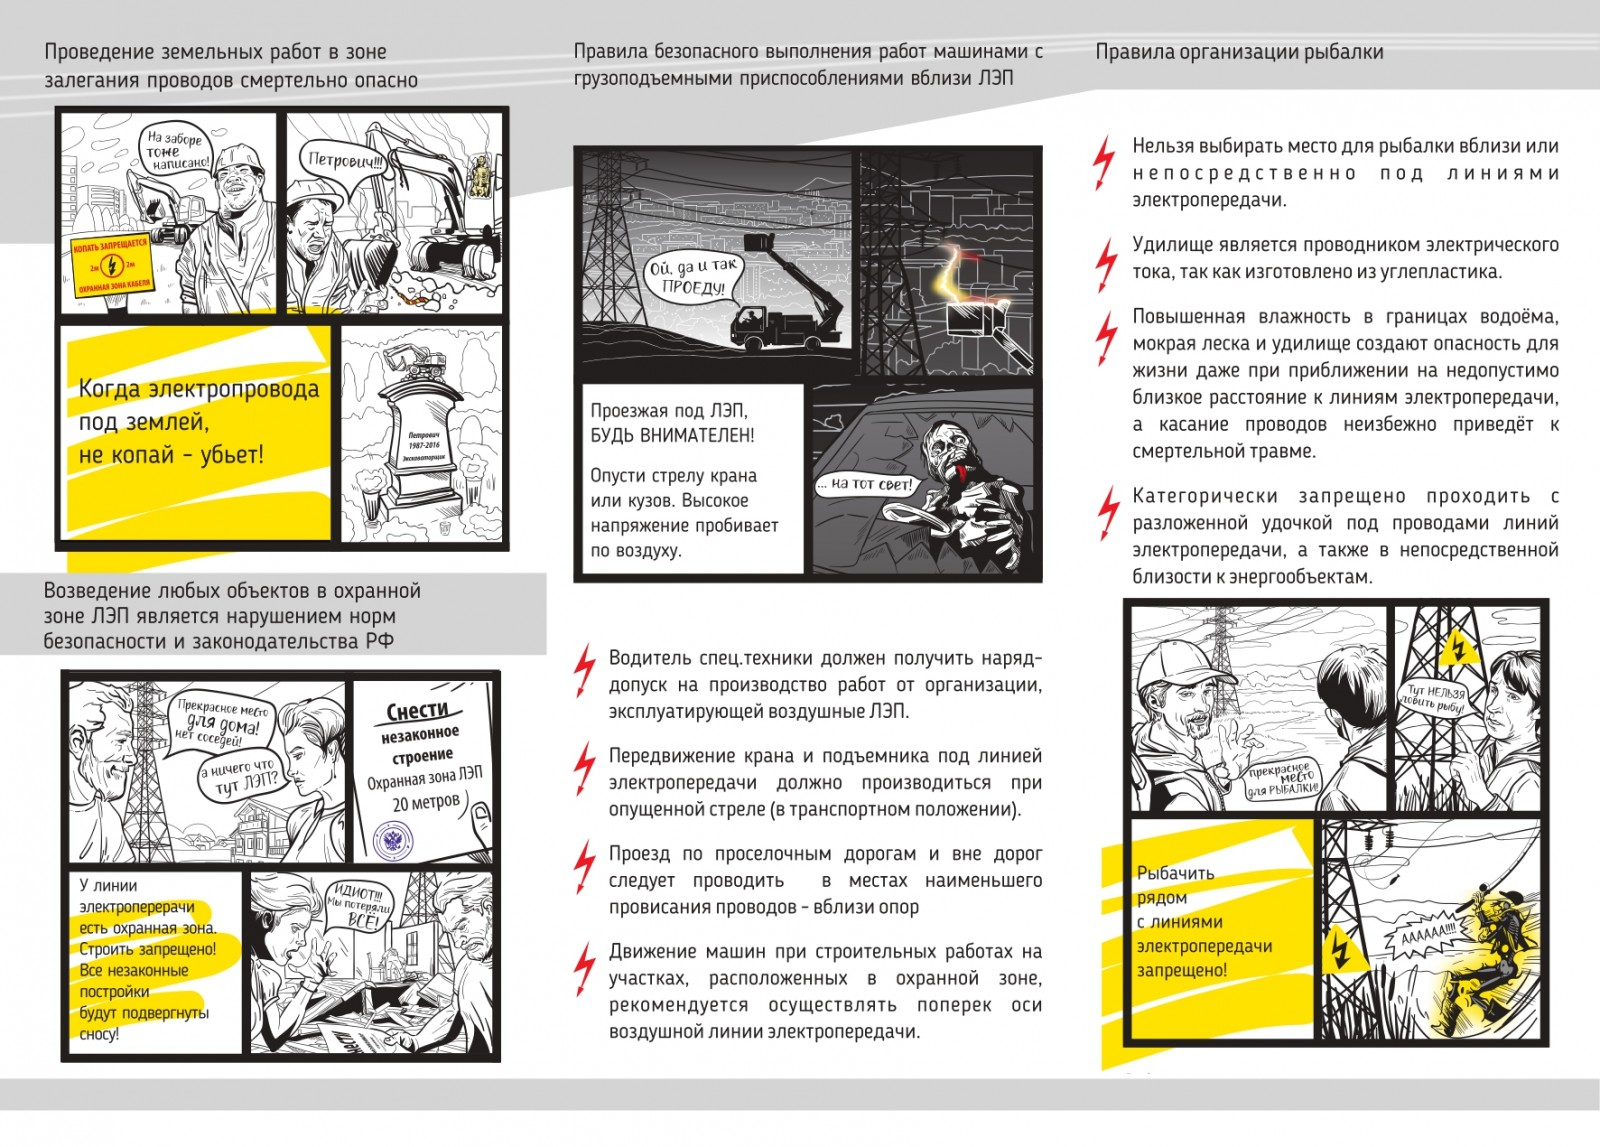 Проведение земельных работ в зоне
залегания проводов смертельно опасно
На заборе
тоже
написано!
КОПАТЬ ЗАПРЕЩАЕТСЯ
2м 2м
ОХРАННАЯ ЗОНА КАБЕЛЯ
Петрович!!!
Когда электропровода
под землей,
не копай - убьет!
Петрович
1987-2016
Экскаваторщик
Возведение любых объектов в охранной
зоне ЛЭП является нарушением норм
безопасности и законодательства РФ
Прекрасное место
для дома!
нет соседей!
а ничего что
тут ЛЭП?
Снести
незаконное
строение
Охранная зона ЛЭП
20 метров
У линии
электроперерачи
есть охранная зона.
Строить запрещено!
Все незаконные
постройки
будут подвергнуты
сносу!
ИДИОТ!!!
Мы потеряли
ВСЁ!
Правила безопасного выполнения работ машинами с
грузоподъемными приспособлениями вблизи ЛЭП
Ой, да и так
ПРОЕДУ!
Проезжая под ЛЭП,
БУДЬ ВНИМАТЕЛЕН!
Опусти стрелу крана
или кузов. Высокое
напряжение пробивает
по воздуху.
... на тот свет!
Водитель спец.техники должен получить наряд-
допуск на производство работ от организации,
эксплуатирующей воздушные ЛЭП.
Передвижение крана и подъемника под линией
электропередачи должно производиться при
опущенной стреле (в транспортном положении).
Проезд по проселочным дорогам и вне дорог
следует проводить в местах наименьшего
провисания проводов - вблизи опор
Движение машин при строительных работах на
участках, расположенных в охранной зоне,
рекомендуется осуществлять поперек оси
воздушной линии электропередачи.
Правила организации рыбалки
Нельзя выбирать место для рыбалки вблизи или
непосредственно под линиями
электропередачи.
Удилище является проводником электрического
тока, так как изготовлено из углепластика.
Повышенная влажность в границах водоёма,
мокрая леска и удилище создают опасность для
жизни даже при приближении на недопустимо
близкое расстояние к линиям электропередачи,
а касание проводов неизбежно приведёт к
смертельной травме.
Категорически запрещено проходить с
разложенной удочкой под проводами линий
электропередачи, а также в непосредственной
близости к энергообъектам.
прекрасное
место
для РЫБАЛКИ!
Тут НЕЛЬЗЯ
ловить рыбу!
Рыбачить
рядом
с линиями
электропередачи
запрещено!
АААААА!!!!